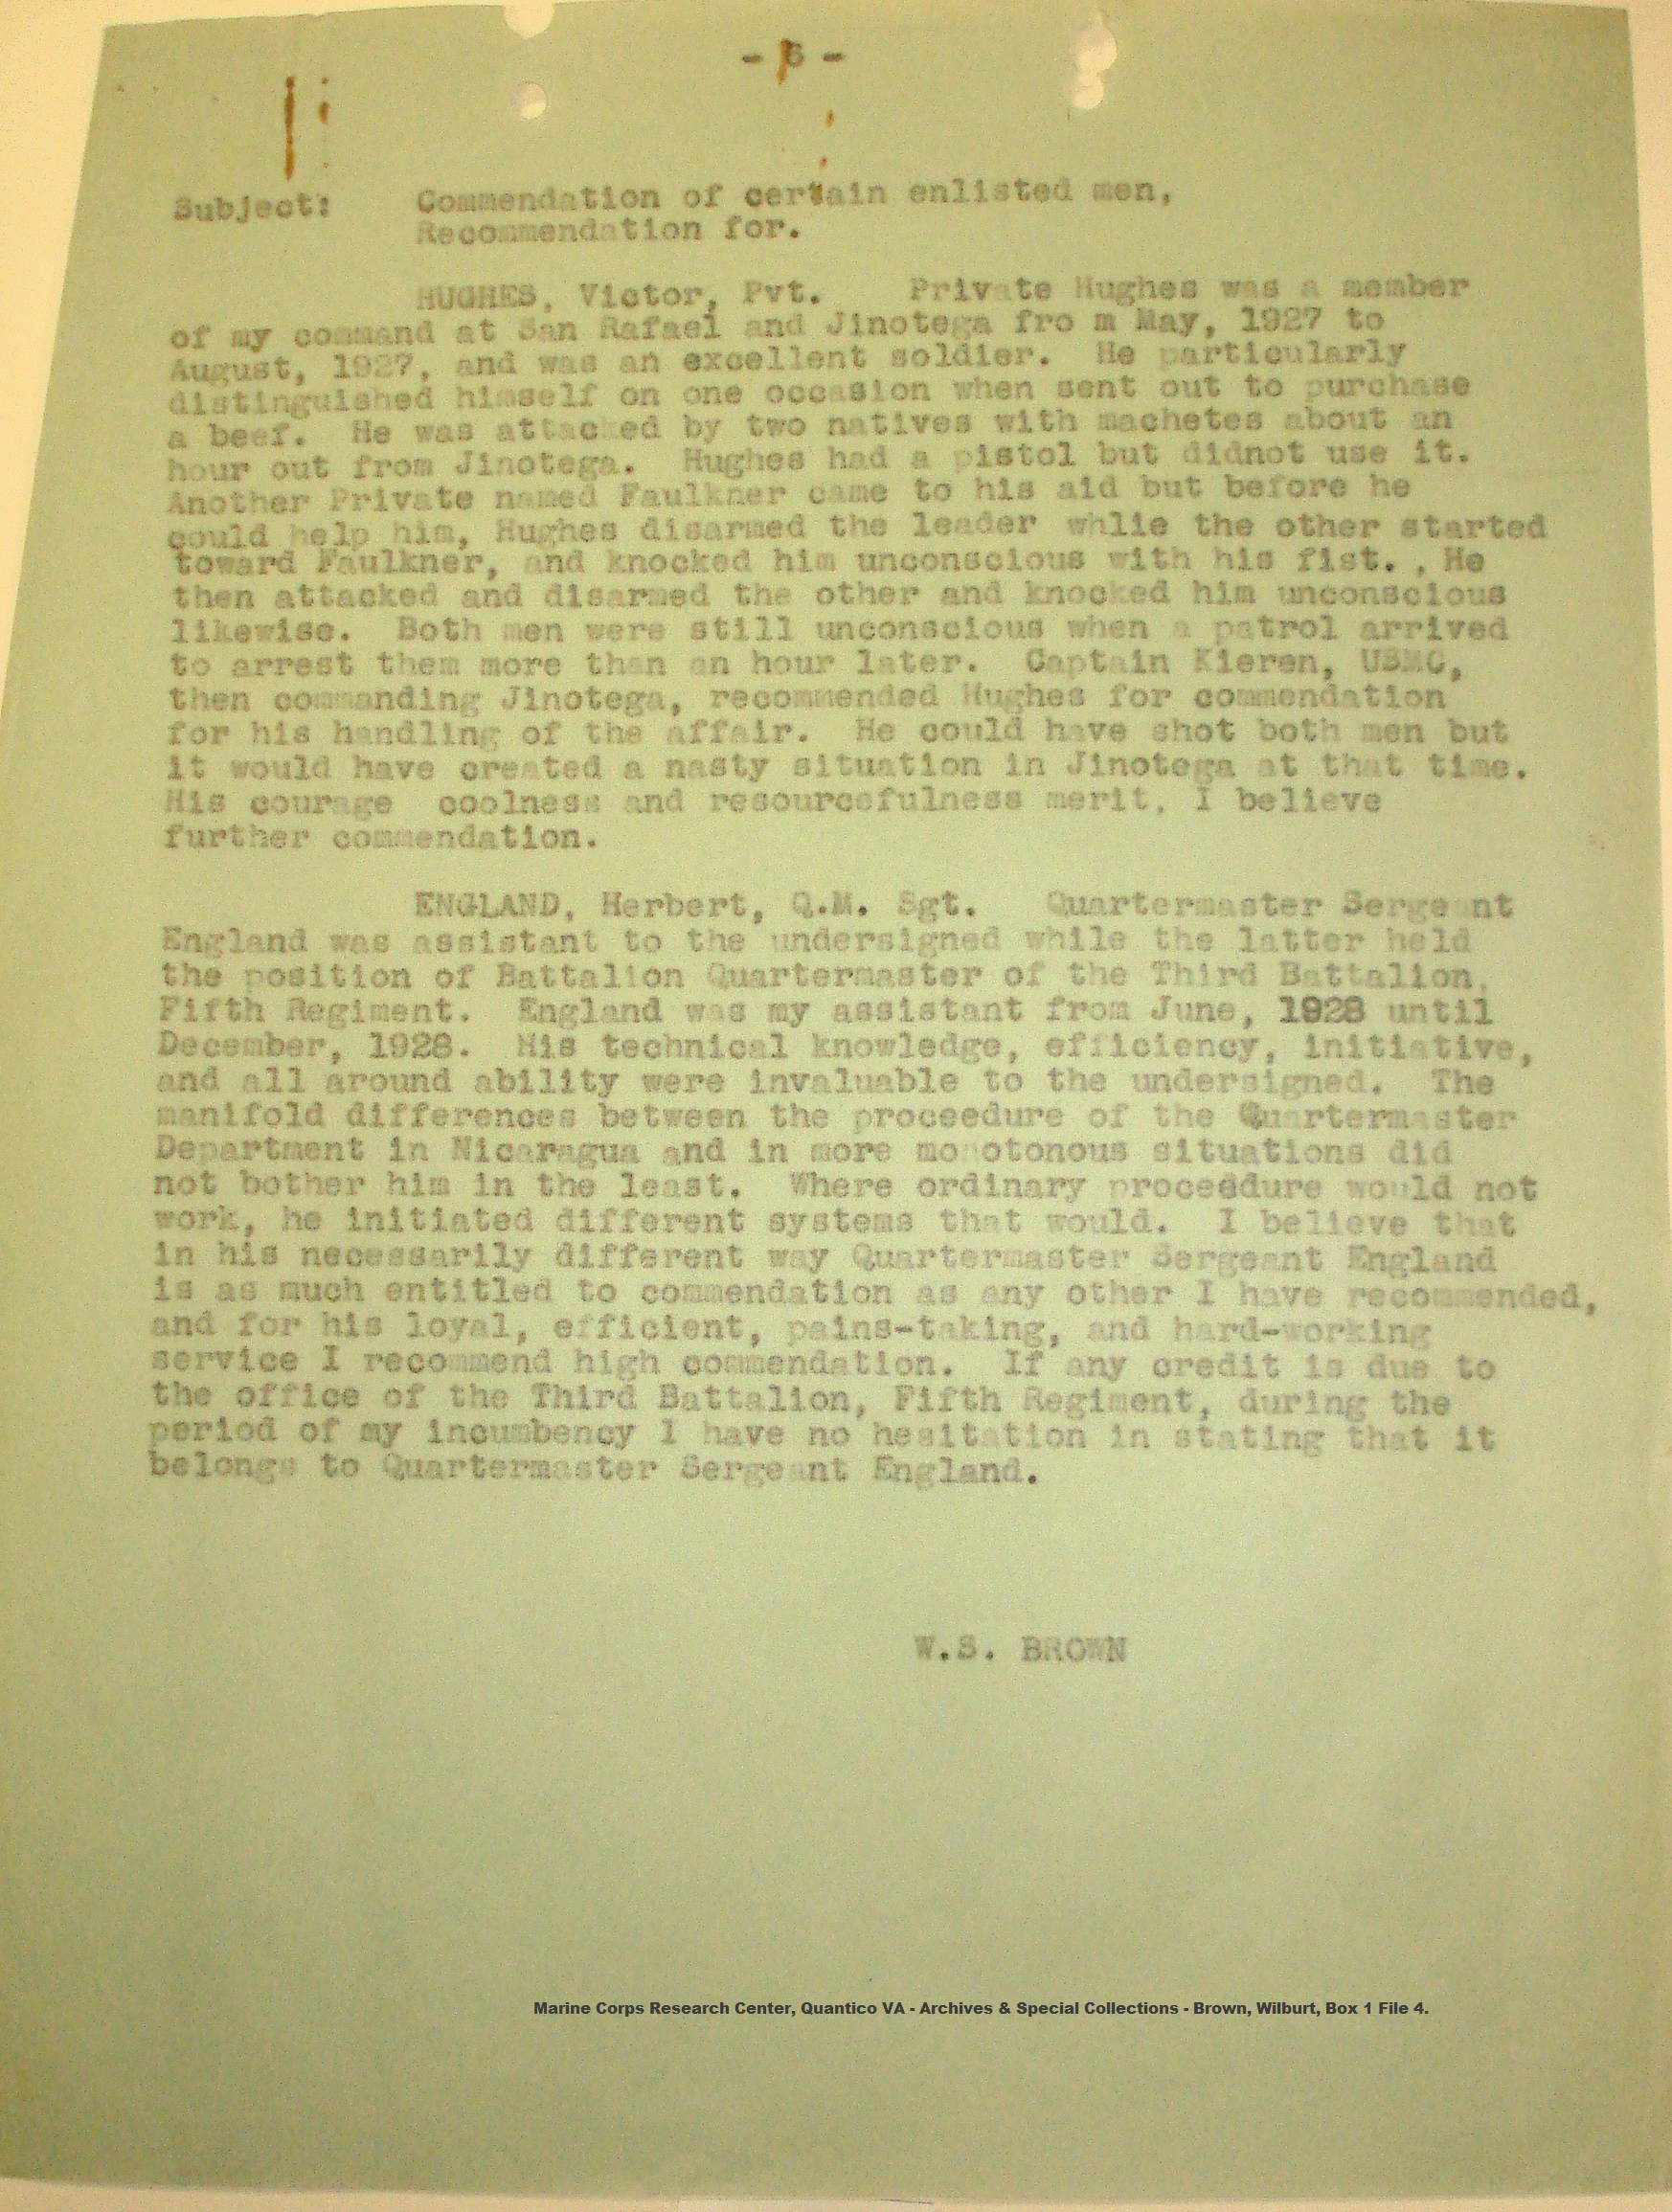 - 6 -
Subject: Commendation of certain enlisted men,
Recommendation for.
HUGHES, Victor, Pvt. Private Hughes was a member
of my command at San Rafael and Jinotega fro m May, 1927 to
August, 1927, and was an excellent soldier. He particularly
distinguished himself on one occasion when sent out to purchase
a beef. He was attacked by two natives with machetes about an
hour out from Jinotega. Hughes had a pistol but didnot use it.
Another Private named Faulkner came to his aid but before he
could help him, Hughes disarmed the leader whlie the other started
toward Faulkner, and knocked him unconscious with his fist. , He
then attacked and disarmed the other and knocked him unconscious
likewise. Both men were still unconscious when a patrol arrived
to arrest them more than an hour later. Captain Kieren, USMC,
then commanding Jinotega, recommended Hughes for commendation
for his handling of the affair. He could have shot both men but
it would have created a nasty situation in Jinotega at that time.
His courage coolness and resourcefulness merit, I believe
further commendation.
ENGLAND, Herbert, Q.M. Sgt. Quartermaster Sergeant
England was assistant to the undersigned while the latter held
the position of Battalion Quartermaster of the Third Battalion,
Fifth Regiment. England was my assistant from June, 1928 until
December, 1928. His technical knowledge, efficiency, initiative,
and all around ability were invaluable to the undersigned. The
manifold differences between the proceedure of the Quartermaster
Department in Nicaragua and in more monotonous situations did
not bother him in the least. Where ordinary proceedure would not
work, he initiated different systems that would. I believe that
in his necessarily different way Quartermaster Sergeant England
is as much entitled to commendation as any other I have recommended,
and for his loyal, efficient, pains-taking, and hard-working
service I recommend high commendation. If any credit is due to
the office of the Third Battalion, Fifth Regiment, during the
period of my incumbency I have no hesitation in stating that it
belongs to Quartermaster Sergeant England.
W.S. BROWN
Marine Corps Research Center, Quantico VA - Archives & Special Collections - Brown, Wilburt, Box 1 File 4.